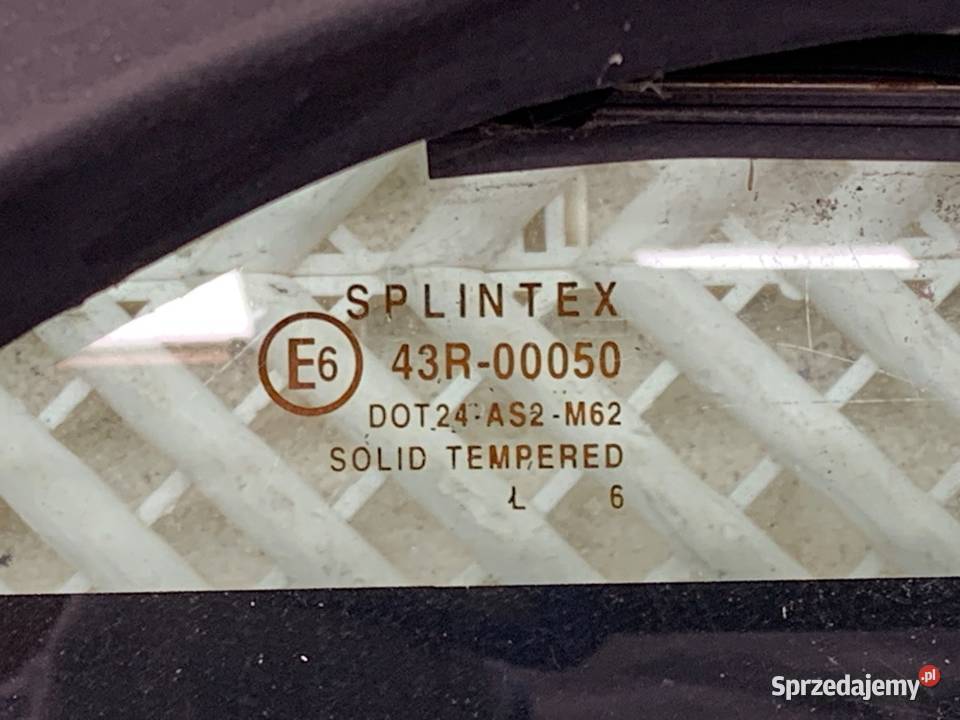 SPLINTEX
E6 43R-00050
DOT24-AS2-M62
SOLID TEMPERED
L 6
Sprzedajemy.pl